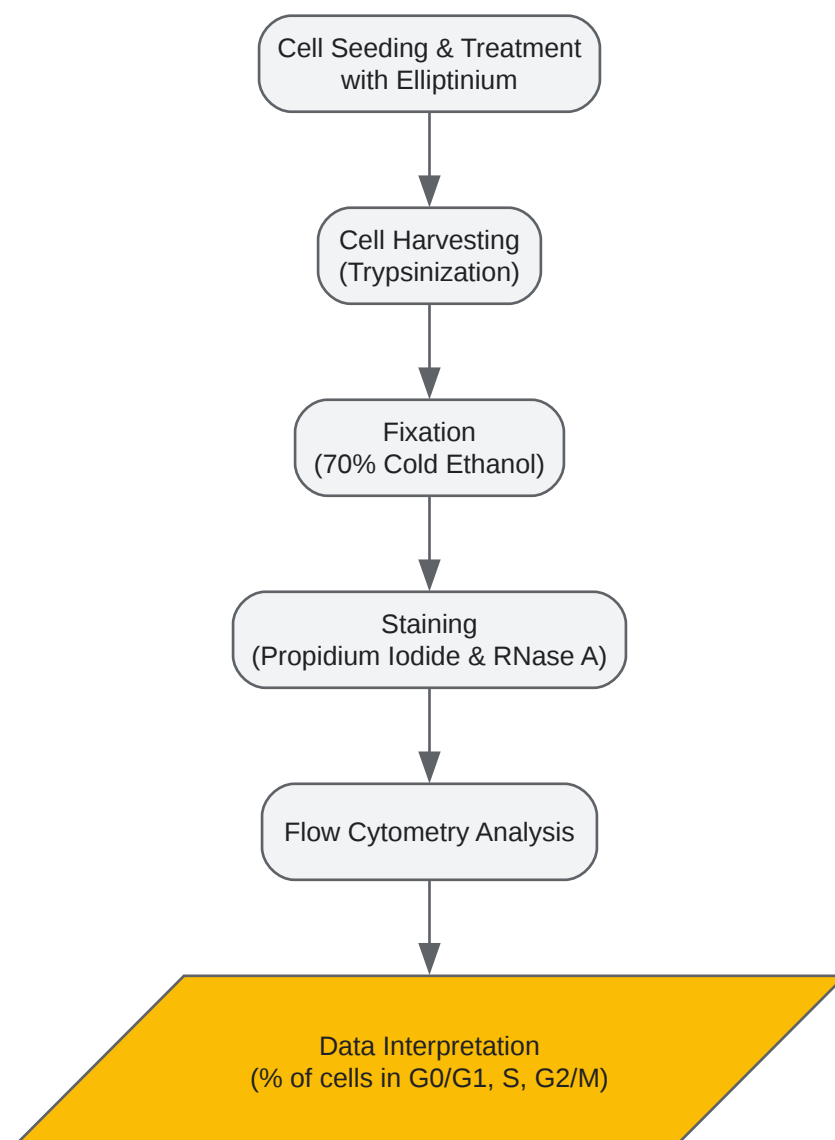 Cell Seeding & Treatment
with Elliptinium
Cell Harvesting
(Trypsinization)
Fixation
(70% Cold Ethanol)
Staining
(Propidium Iodide & RNase A)
Flow Cytometry Analysis
Data Interpretation
(% of cells in G0/G1, S, G2/M)